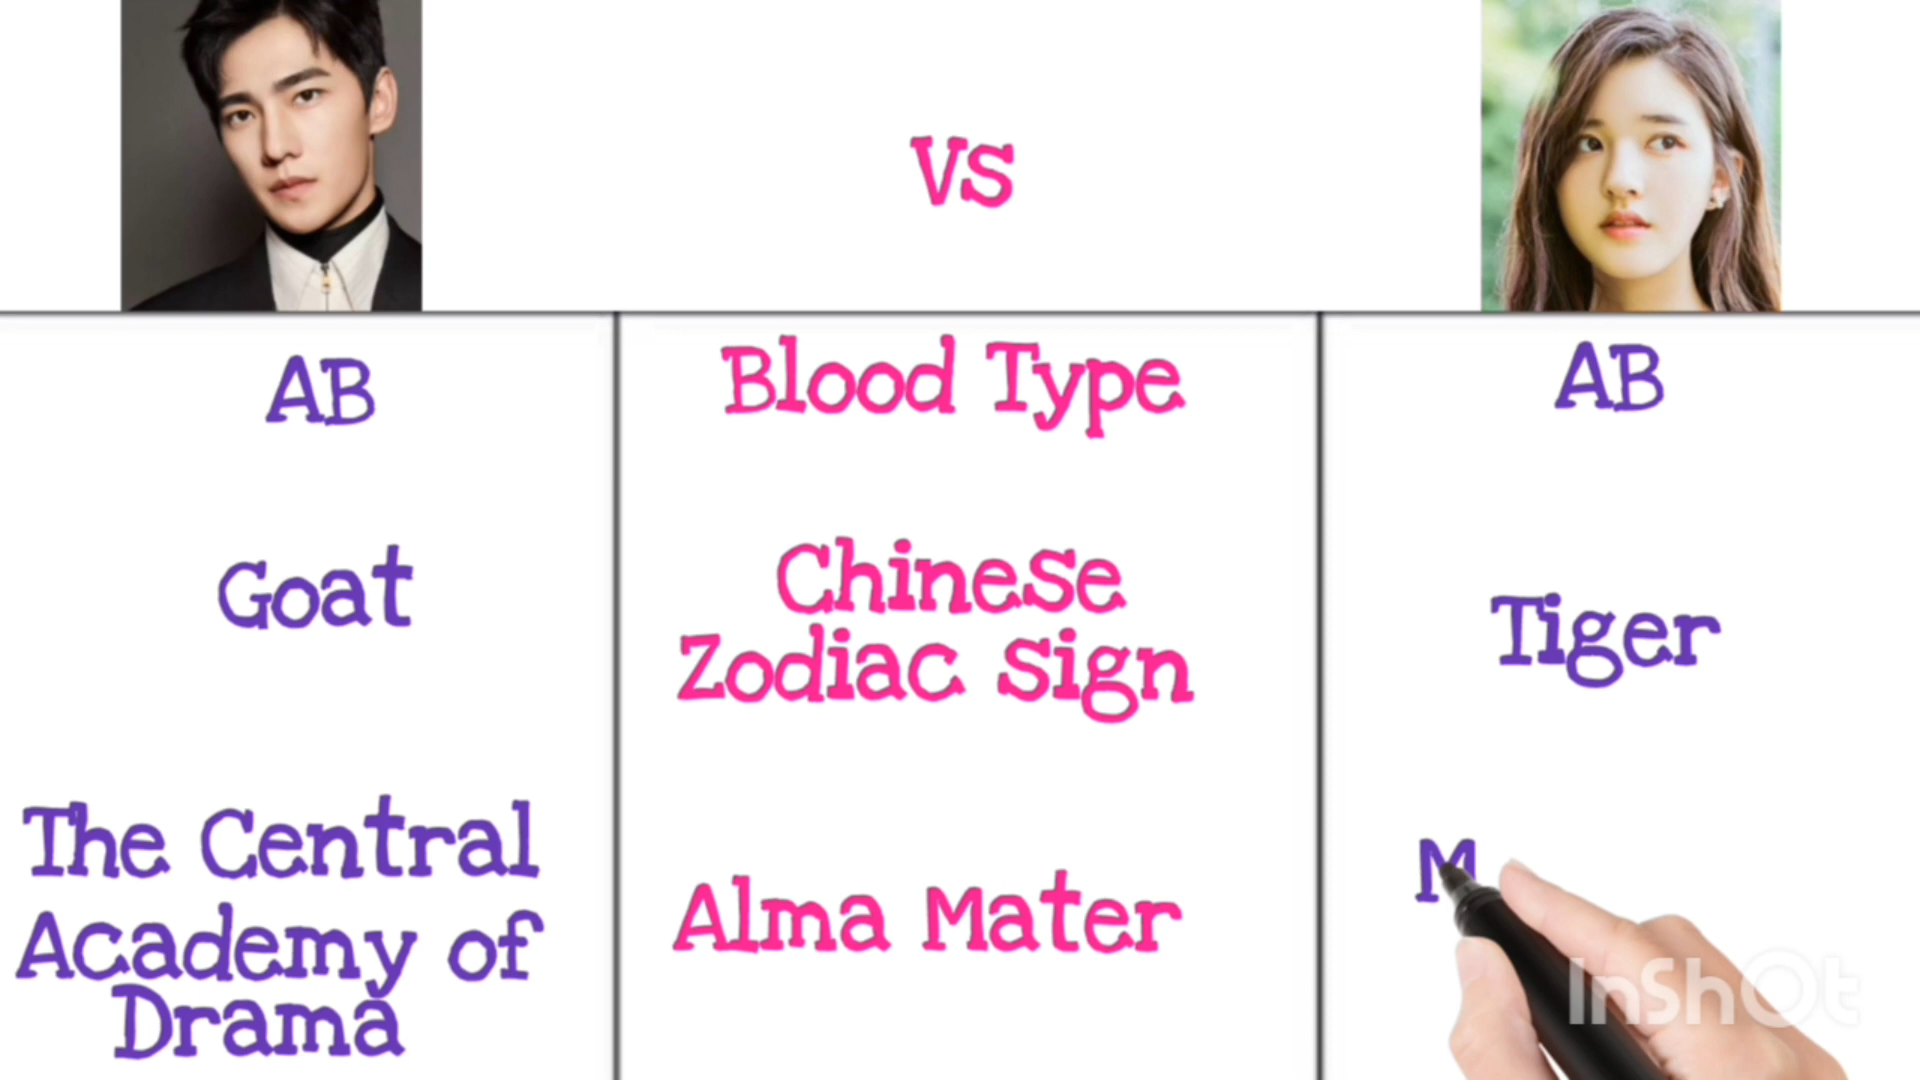 VS
AB
Blood Type
AB
Goat
Chinese
Zodiac Sign
Tiger
The Central
Academy of
Drama
Alma Mater
M
InShOt